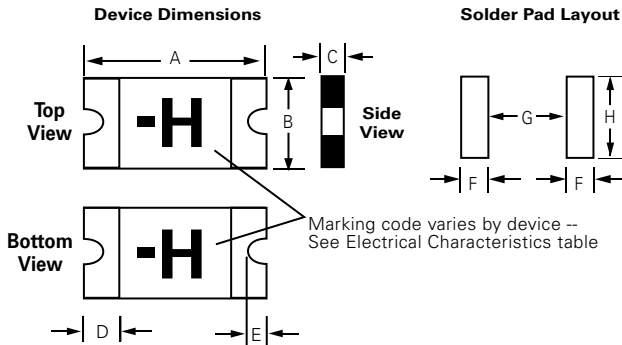 Device Dimensions
Solder Pad Layout
A
C
Top
View
-H
B
Side
View
G
H
F
F
Marking code varies by device --
See Electrical Characteristics table
Bottom
View
-H
D
E